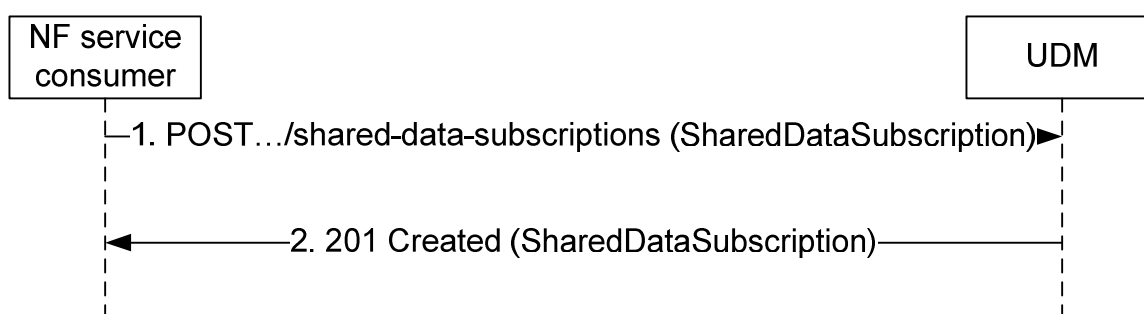 NF service
consumer
UDM
1. POST…/shared-data-subscriptions (SharedDataSubscription)
2. 201 Created (SharedDataSubscription)